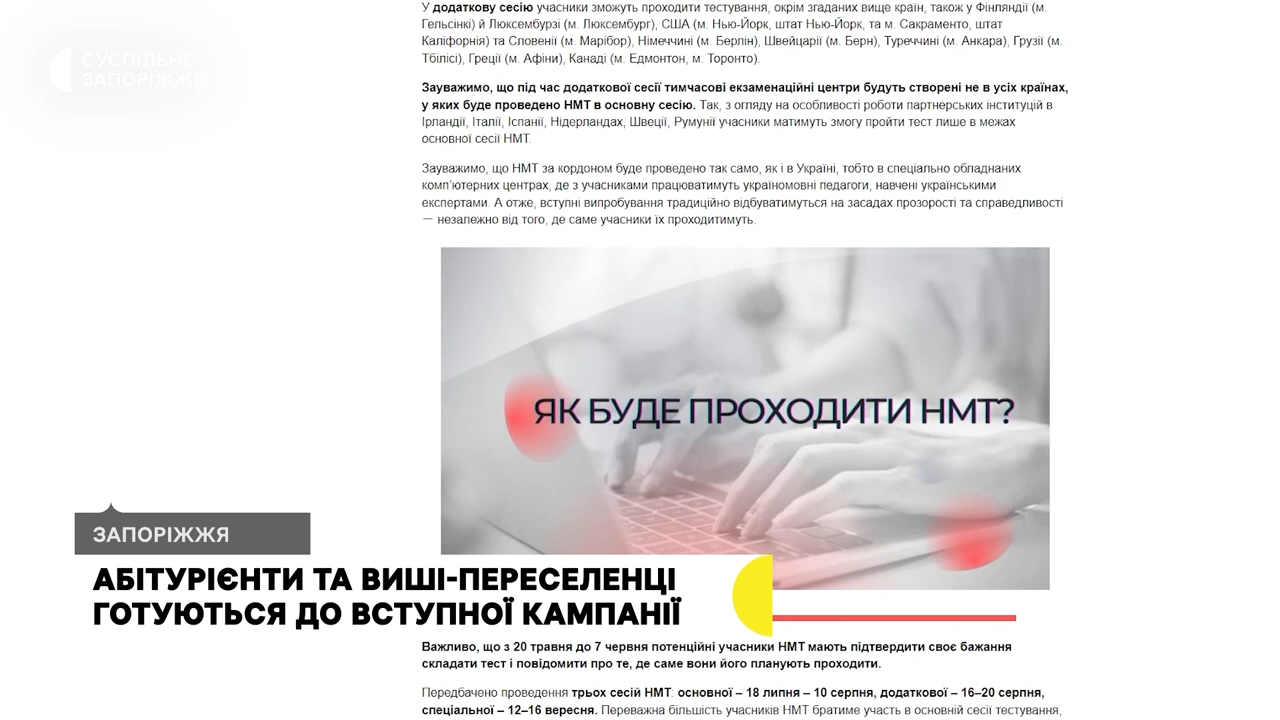 У додаткову сесію учасники зможуть проходити тестування, окрім згаданих вище країн, також у Фінляндії (м.
Гельсінкі) й Люксембурзі (м. Люксембург), США (м. Нью-Йорк, штат Нью-Йорк, та м. Сакраменто, штат
Каліфорнія) та Словенії (м. Марібор), Німеччині (м. Берлін), Швейцарії (м. Берн), Туреччині (м. Анкара), Грузії (м.
Тбілісі), Греції (м. Афіни), Канаді (м. Едмонтон, м. Торонто).
СУСПІЛЬНЕ
ЗАПОРІЖЖЯ
Зауважимо, що під час додаткової сесії тимчасові екзаменаційні центри будуть створені не в усіх країнах,
у яких буде проведено НМТ в основну сесію. Так, з огляду на особливості роботи партнерських інституцій в
Ірландії, Італії, Іспанії, Нідерландах, Швеції, Румунії учасники матимуть змогу пройти тест лише в межах
основної сесії НМТ.
Зауважимо, що НМТ за кордоном буде проведено так само, як і в Україні, тобто в спеціально обладнаних
комп'ютерних центрах, де з учасниками працюватимуть україномовні педагоги, навчені українськими
експертами. А отже, вступні випробування традиційно відбуватимуться на засадах прозорості та справедливості
— незалежно від того, де саме учасники їх проходитимуть.
ЯК БУДЕ ПРОХОДИТИ НМТ?
ЗАПОРІЖЖЯ
АБІТУРІЄНТИ ТА ВИШІ-ПЕРЕСЕЛЕНЦІ
ГОТУЮТЬСЯ ДО ВСТУПНОЇ КАМПАНІЇ
Важливо, що з 20 травня до 7 червня потенційні учасники НМТ мають підтвердити своє бажання
складати тест і повідомити про те, де саме вони його планують проходити.
Передбачено проведення трьох сесій НМТ: основної – 18 липня – 10 серпня, додаткової – 16–20 серпня,
спеціальної – 12–16 вересня. Переважна більшість учасників НМТ братиме участь в основній сесії тестування,